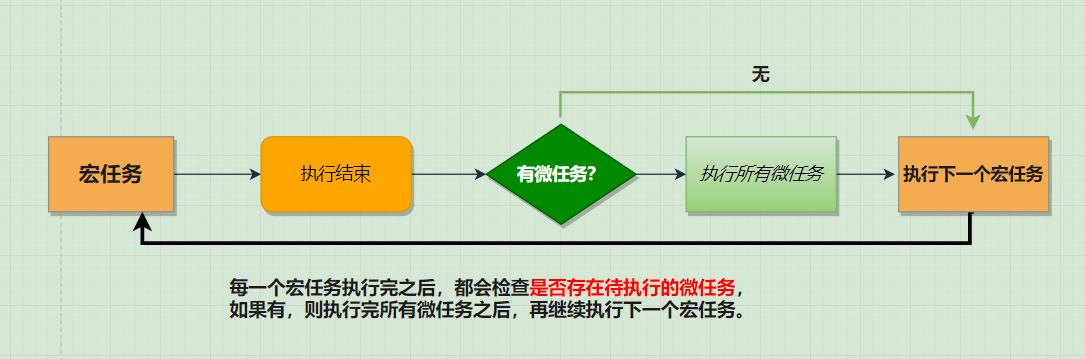 无
宏任务
执行结束
有微任务?
执行所有微任务
执行下一个宏任务
每一个宏任务执行完之后，都会检查是否存在待执行的微任务，
如果有，则执行完所有微任务之后，再继续执行下一个宏任务。